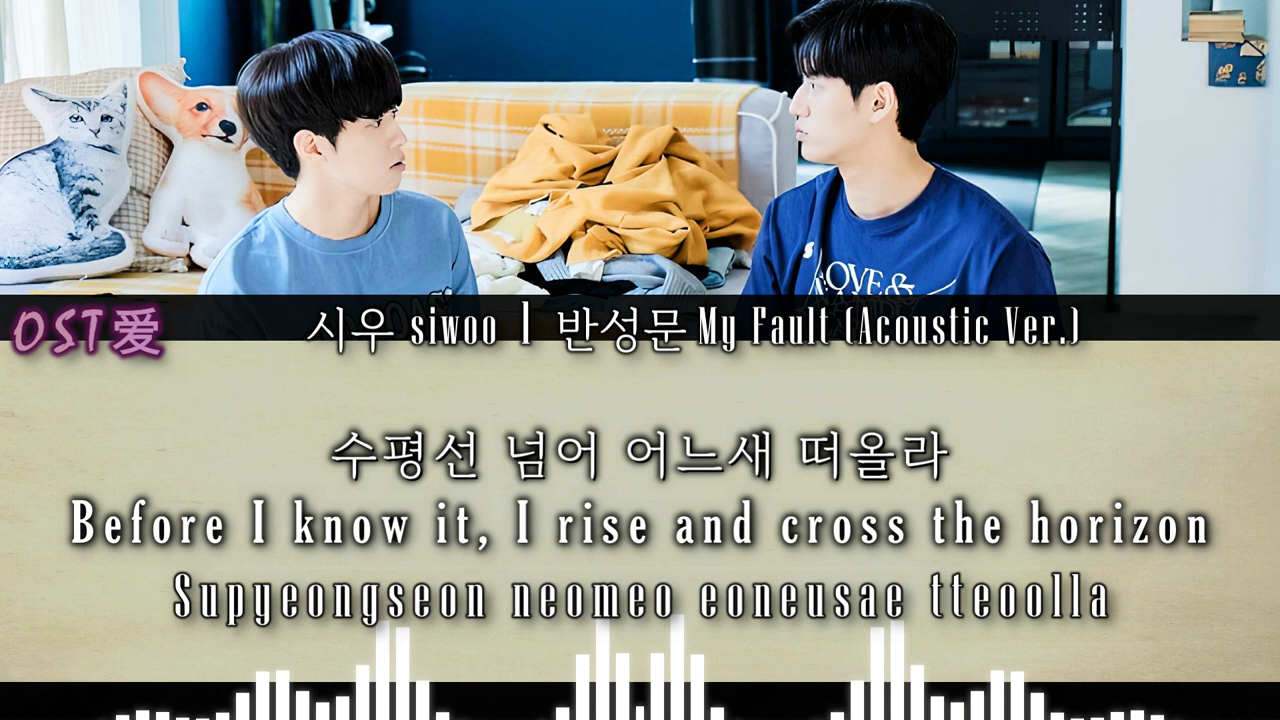 LOVE &
OST爱
시우 siwoo | 반성문 My Fault (Acoustic Ver.)
수평선 넘어 어느새 떠올라
Before I know it, I rise and cross the horizon
Supyeongseon neomeo eoneusae tteoolla